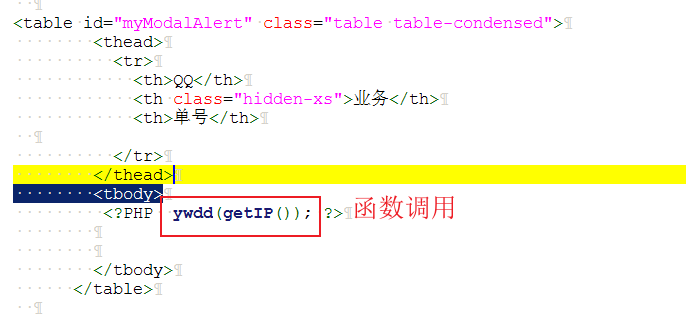 <table id="myModalAlert" class="table table-condensed">
<thead>
<tr>
<th>QQ</th>
<th class="hidden-xs">业务</th>
<th>单号</th>
</tr>
</thead>
<tbody>
<?PHP ywdd(getIP()); ?> 函数调用
</tbody>
</table>